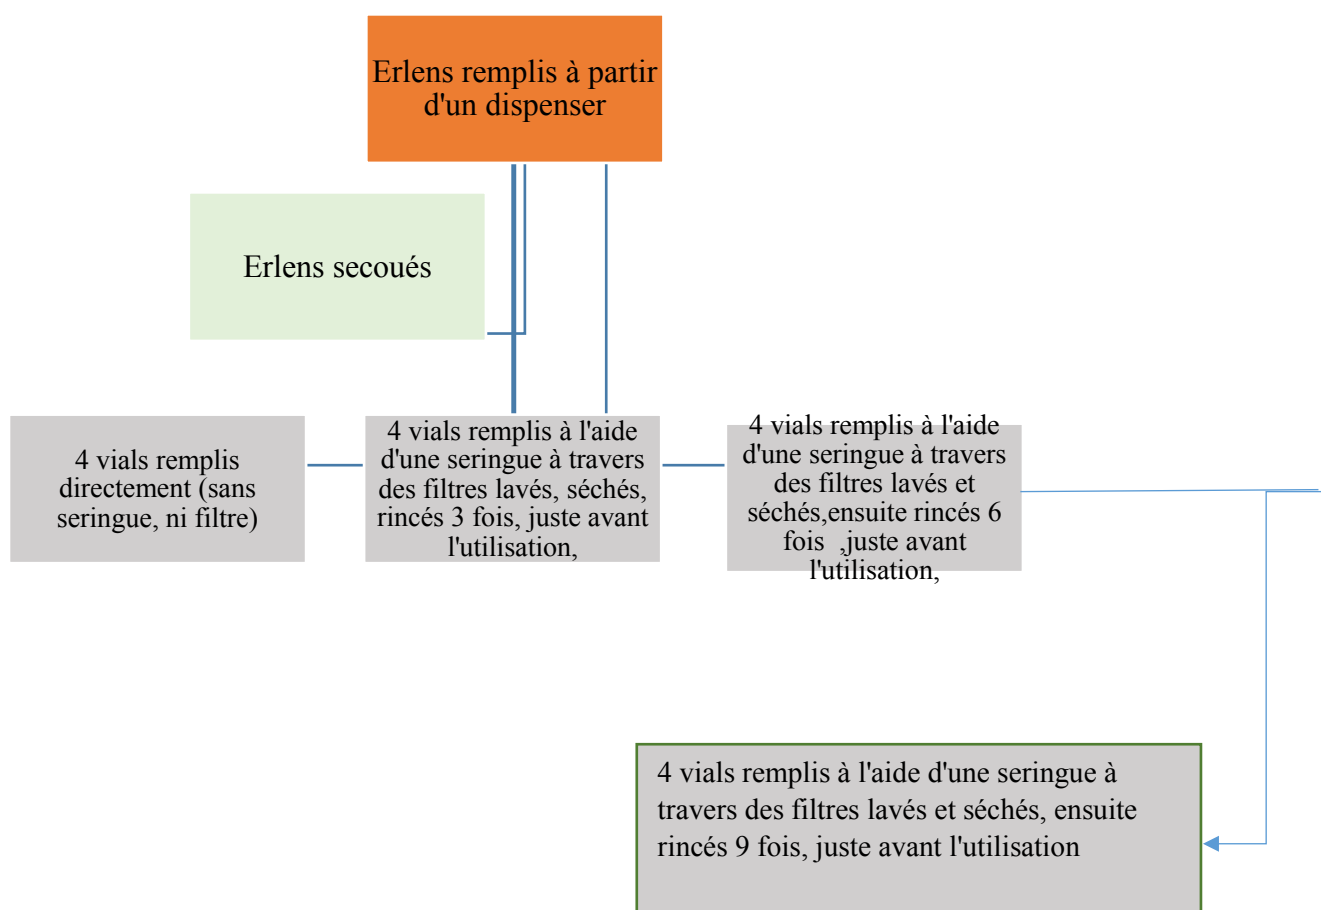 Erlens remplis à partir
d'un dispenser
Erlens secoués
4 vials remplis
directement (sans
seringue, ni filtre)
4 vials remplis à l'aide
d'une seringue à travers
des filtres lavés, séchés,
rincés 3 fois, juste avant
l'utilisation,
4 vials remplis à l'aide
d'une seringue à travers
des filtres lavés et
séchés,ensuite rincés 6
fois  ,juste avant
l'utilisation,
4 vials remplis à l'aide d'une seringue à
travers des filtres lavés et séchés, ensuite
rincés 9 fois, juste avant l'utilisation